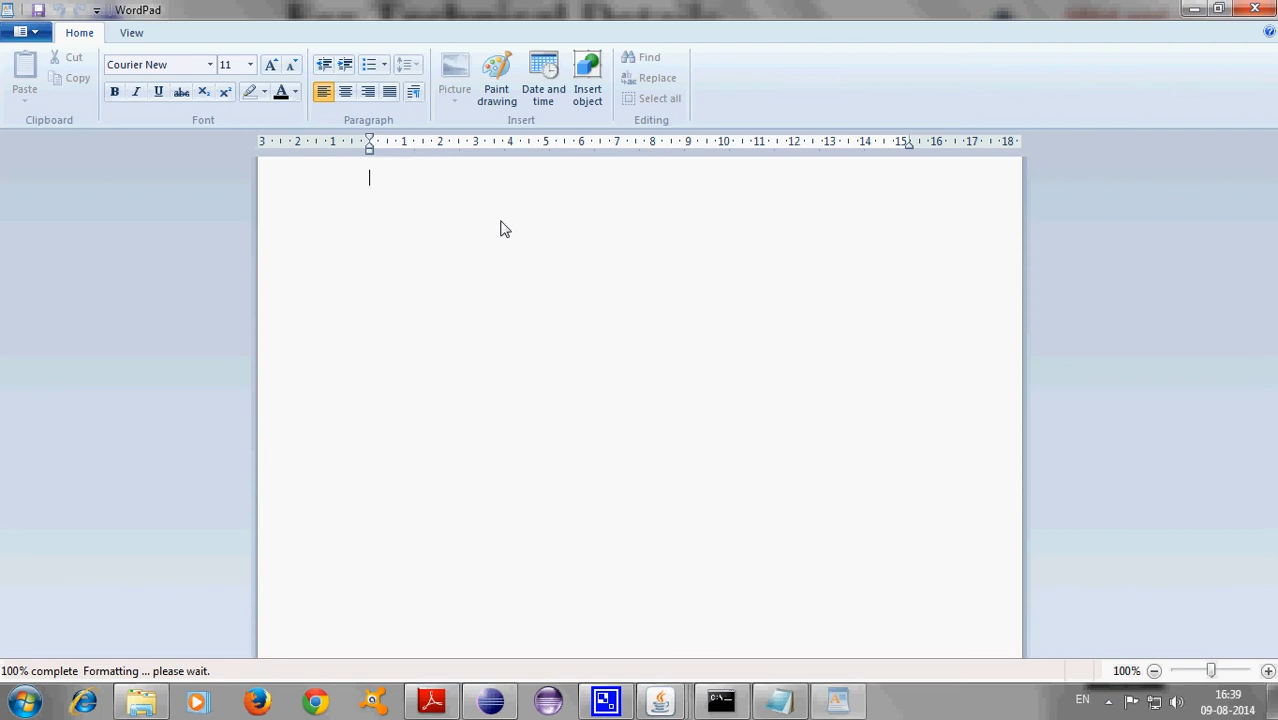 WordPad
Home View
Cut
Copy
Paste
Clipboard
Courier New 11
B I U abc X₂ X² A
Font
Paragraph
Picture
Paint drawing
Date and time
Insert object
Insert
Find
Replace
Select all
Editing
3 2 1 1 2 3 4 5 6 7 8 9 10 11 12 13 14 15 16 17 18
100% complete Formatting ... please wait.
100%
C:\.
EN
16:39
09-08-2014